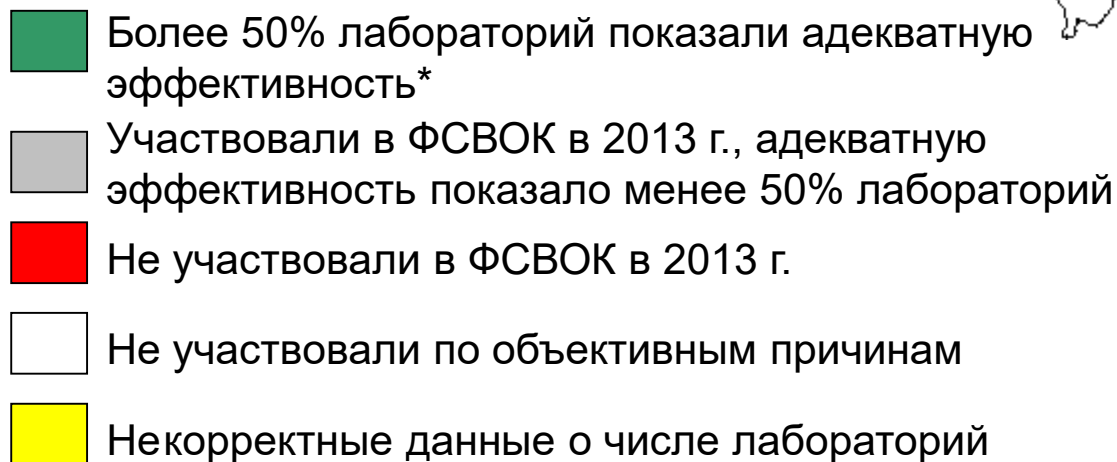 Более 50% лабораторий показали адекватную
эффективность*
Участвовали в ФСВОК в 2013 г., адекватную
эффективность показало менее 50% лабораторий
Не участвовали в ФСВОК в 2013 г.
Не участвовали по объективным причинам
Некорректные данные о числе лабораторий